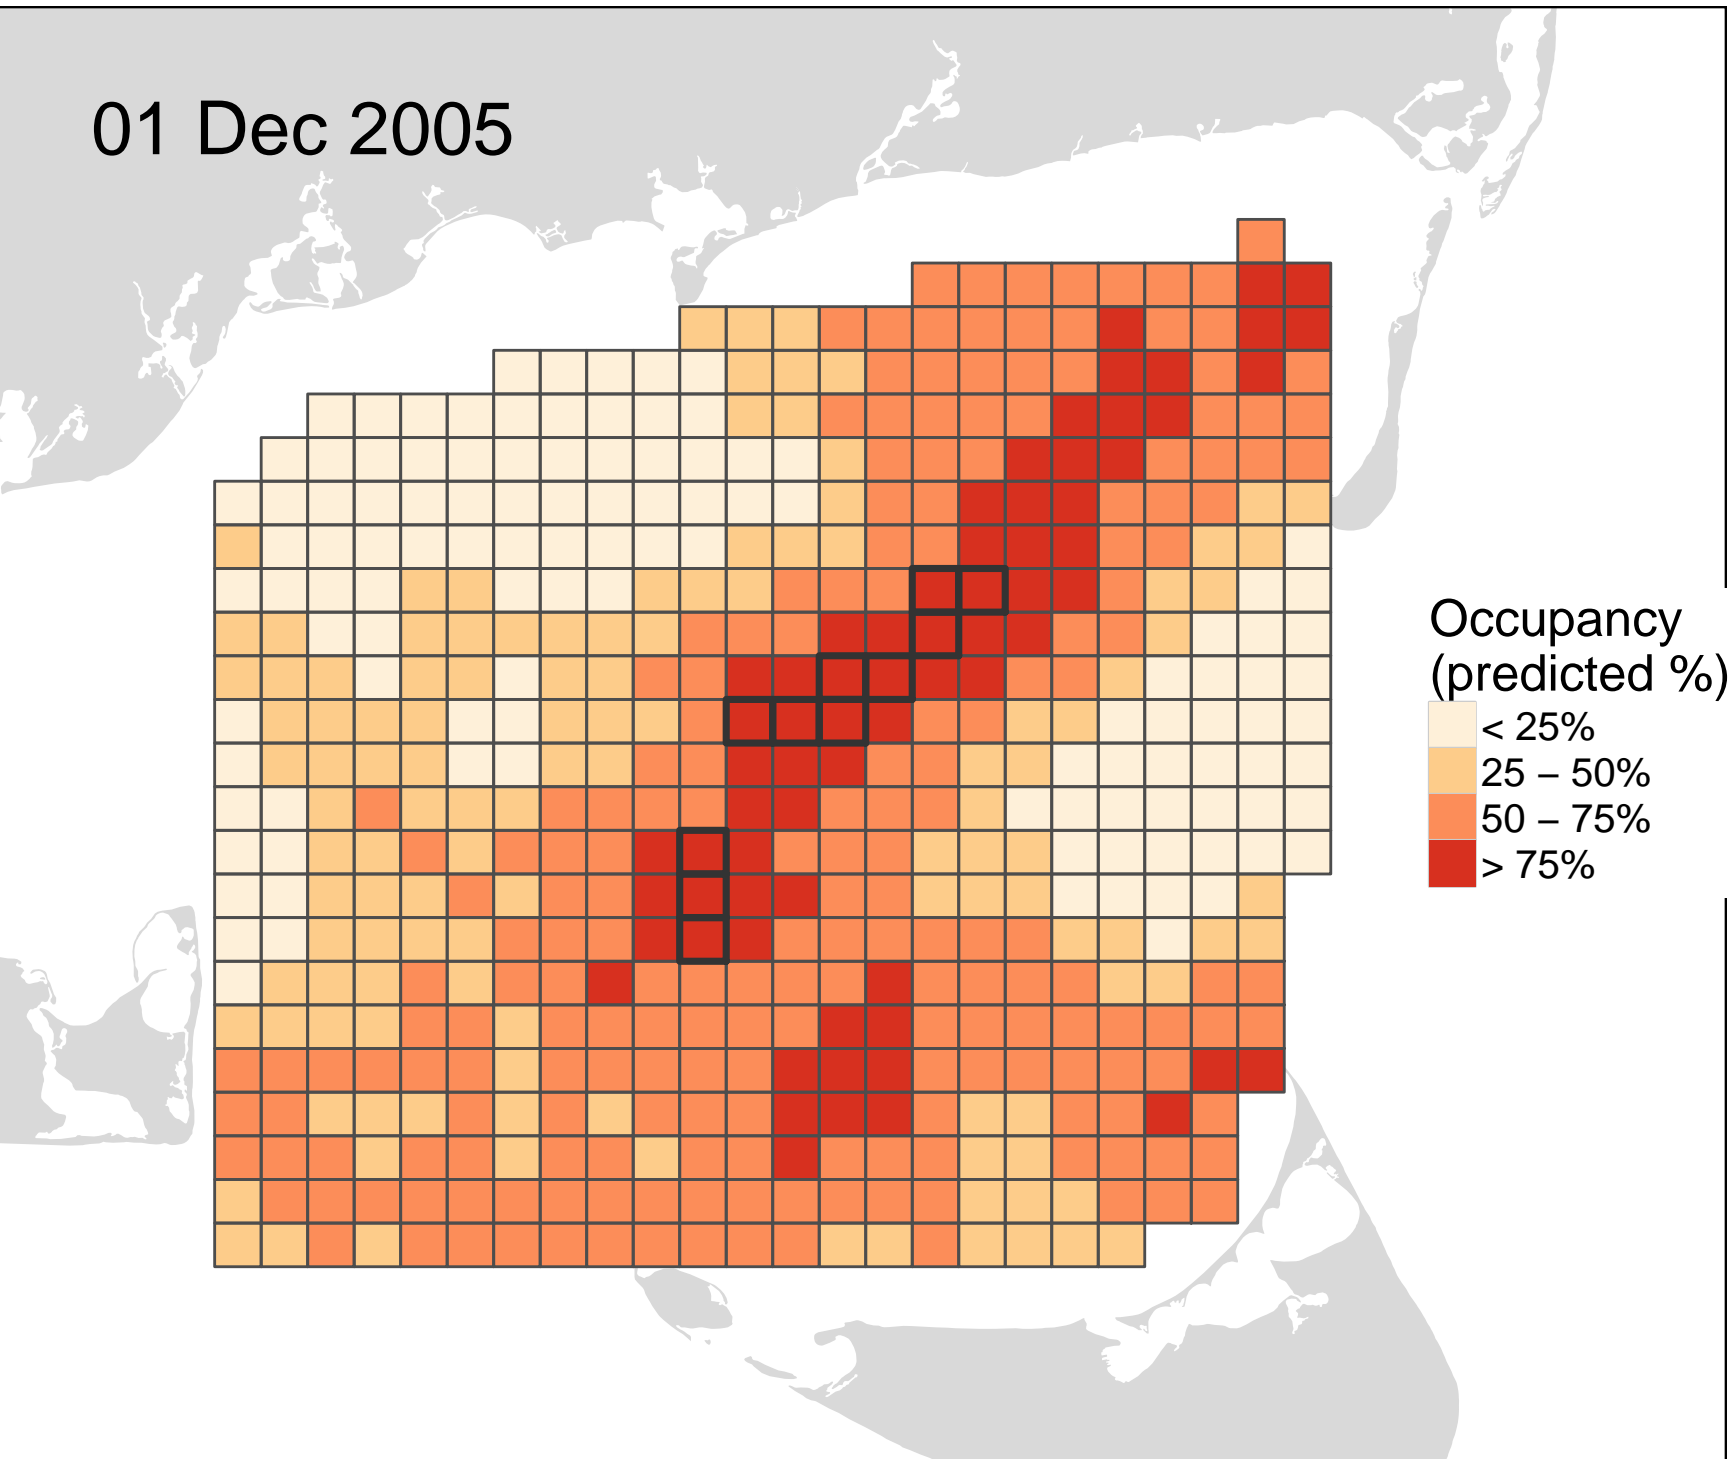 01 Dec 2005
Occupancy
(predicted %)
< 25%
25 – 50%
50 – 75%
> 75%